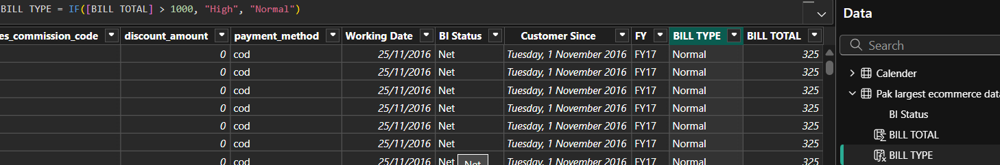 BILL TYPE = IF([BILL TOTAL] > 1000, "High", "Normal")
Data
es_commission_code discount_amount payment_method Working Date BI Status Customer Since FY BILL TYPE BILL TOTAL
Search
0 cod 25/11/2016 Net Tuesday, 1 November 2016 FY17 Normal 325
0 cod 25/11/2016 Net Tuesday, 1 November 2016 FY17 Normal 325
Calender
0 cod 25/11/2016 Net Tuesday, 1 November 2016 FY17 Normal 325
Pak largest ecommerce data
0 cod 25/11/2016 Net Tuesday, 1 November 2016 FY17 Normal 325
BI Status
0 cod 25/11/2016 Net Tuesday, 1 November 2016 FY17 Normal 325
BILL TOTAL
0 cod 25/11/2016 Net Tuesday, 1 November 2016 FY17 Normal 325
BILL TYPE
0 cod 25/11/2016 Net Tuesday, 1 November 2016 FY17 Normal 325
Net